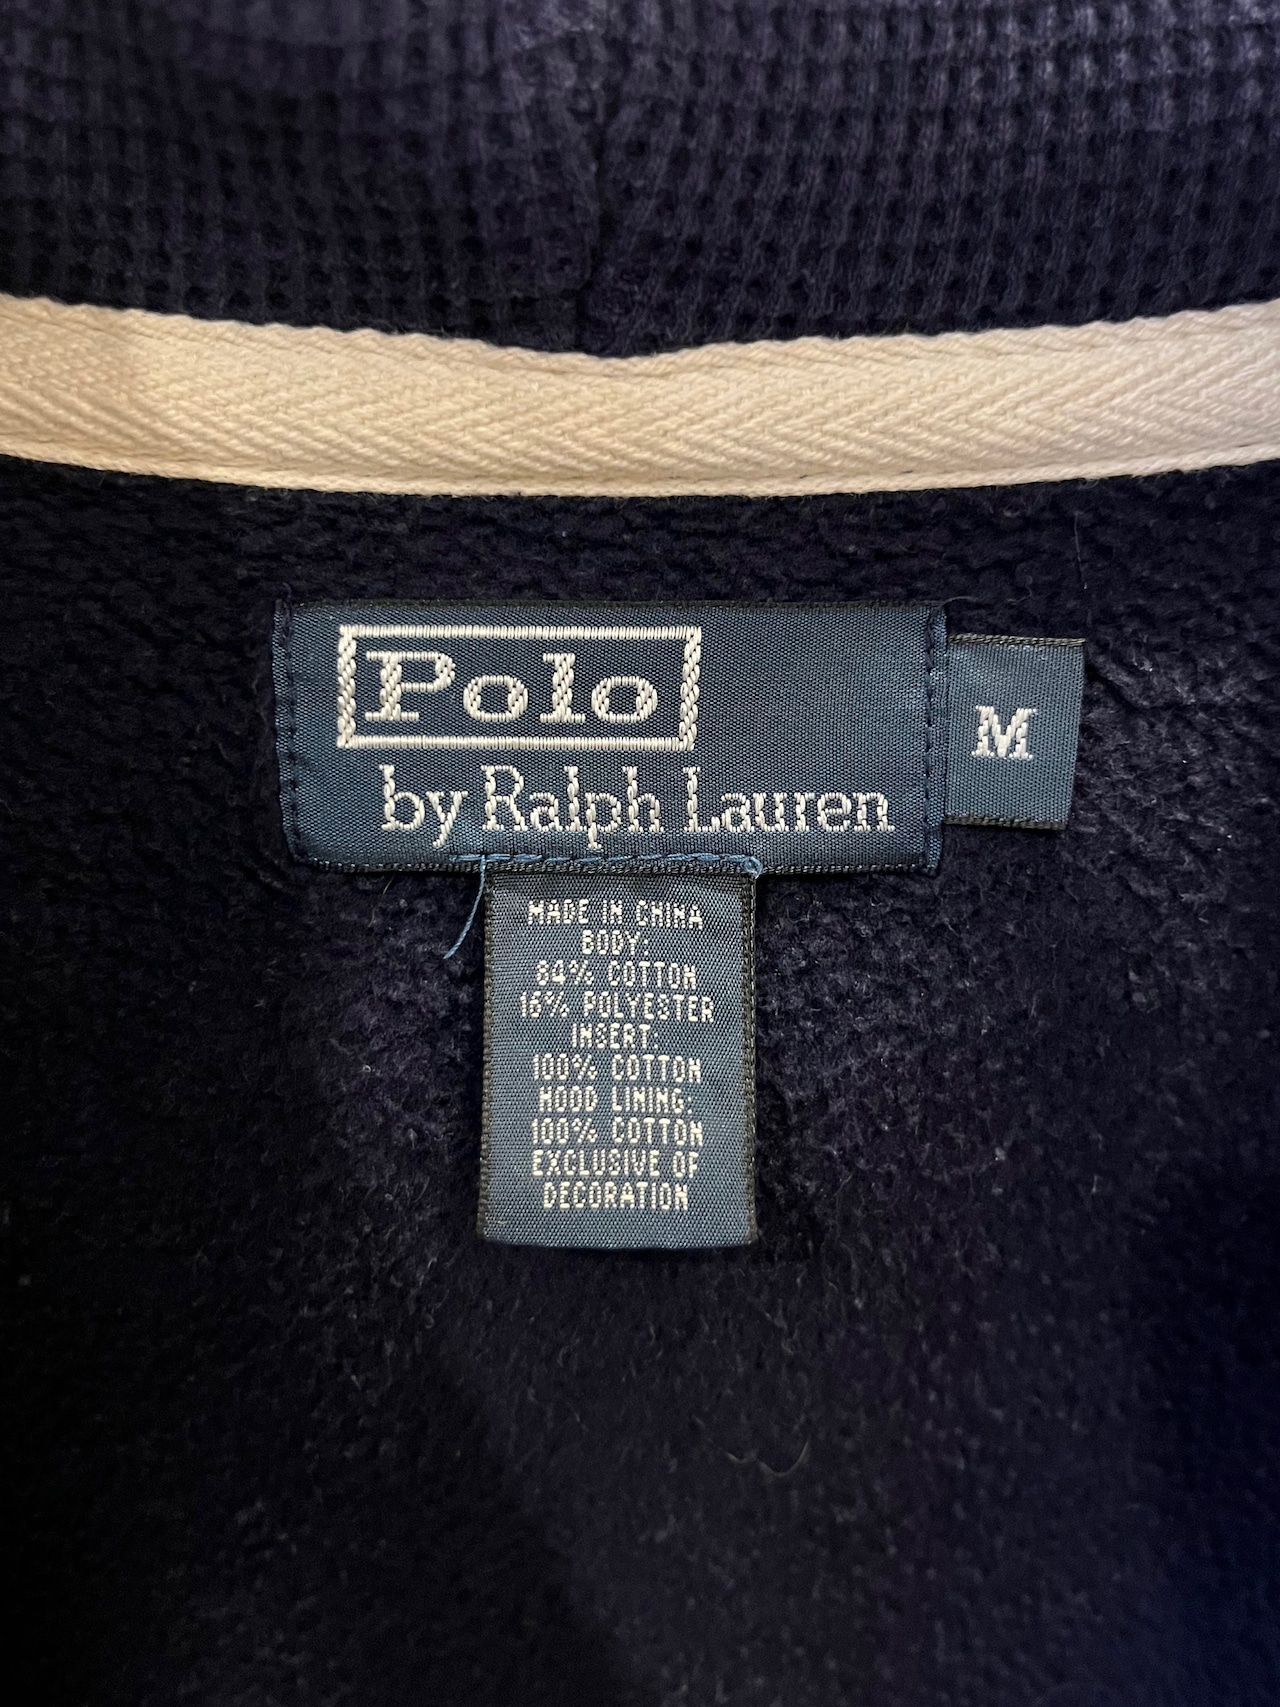 Polo
by Ralph Lauren
M
MADE IN CHINA
BODY:
84% COTTON
16% POLYESTER
INSERT:
100% COTTON
HOOD LINING:
100% COTTON
EXCLUSIVE OF
DECORATION